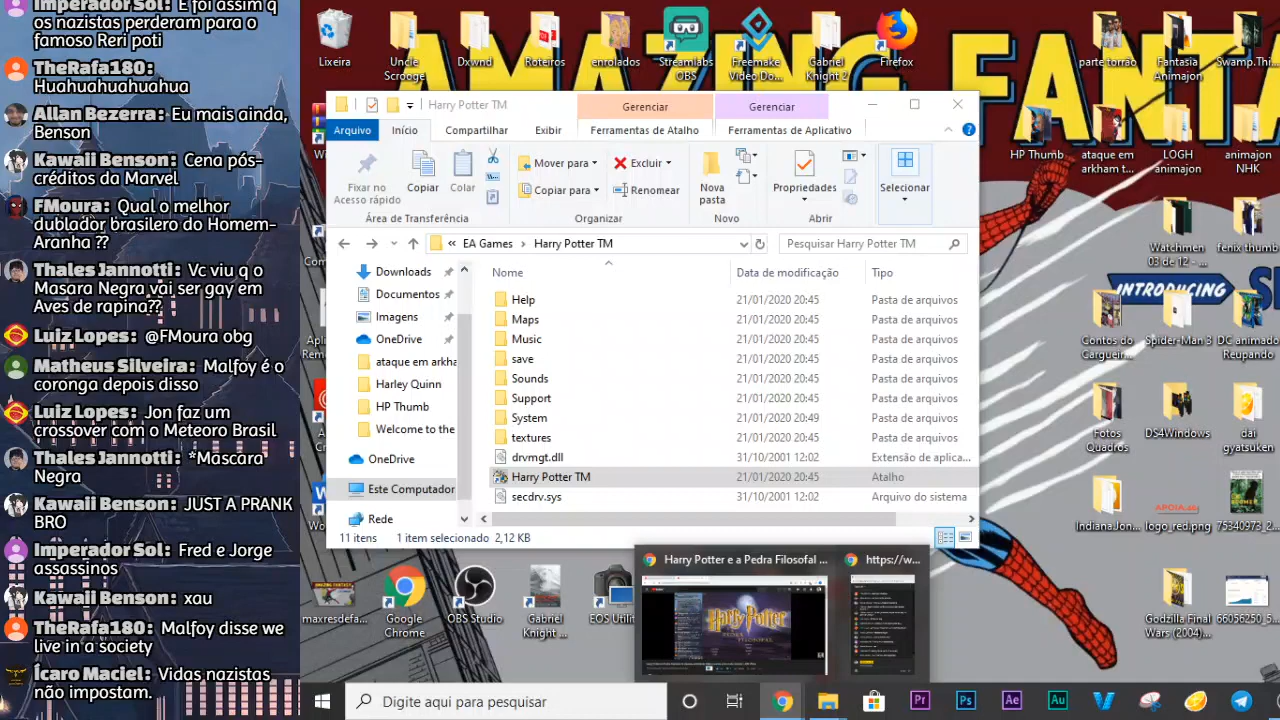 Imperador Sol: E foi assim q
os nazistas perderam para o
famoso Reri poti
TheRafa180:
Huahuahuahuahua
Allan Bezerra: Eu mais ainda,
Benson
Kawaii Benson: Cena pós-
créditos da Marvel
FMoura: Qual o melhor
dublador brasilero do Homem-
Aranha ??
Thales Jannotti: Vc viu q o
Masara Negra vai ser gay em
Aves de rapina??
Luiz Lopes: @FMoura obg
Matheus Silveira: Malfoy é o
coronga depois disso
Luiz Lopes: Jon faz um
crossover com o Meteoro Brasil
Thales Jannotti: *Mascara
Negra
Kawaii Benson: JUST A PRANK
BRO
Imperador Sol: Fred e Jorge
assassinos
Kawaii Benson: xau
live in a society
não impostam.
AMAZING FANTA
INTRODUCING
Lixeira
Uncle
Scrooge
Dxwnd
Roteiros
enrolados
Streamlabs
OBS
Freemake
Video Do...
Gabriel
Knight 2
Firefox
parte torrão
Fantasia
Animajon
Swamp.Thi...
HP Thumb
ataque em
arkham t...
LOGH
animajon
animajon
NHK
Watchmen
03 de 12 - ...
fenix thumb
Contos do
Cargueir...
Spider-Man 3
DC animado
Reupando
Fotos
Quadros
DS4Windows
dai
gyatsuken
Indiana.Jon...
logo_red.png
75340973_2...
APOIA.se
Godzilla Final
Wars (2004)...
66056250_5...
Harry Potter TM
Gerenciar
Gerenciar
Arquivo
Início
Compartilhar
Exibir
Ferramentas de Atalho
Ferramentas de Aplicativo
Fixar no
Acesso rápido
Copiar
Colar
Mover para
Copiar para
Excluir
Renomear
Nova
pasta
Propriedades
Selecionar
Área de Transferência
Organizar
Novo
Abrir
« EA Games > Harry Potter TM
Pesquisar Harry Potter TM
Nome
Data de modificação
Tipo
Downloads
Documentos
Imagens
OneDrive
ataque em arkha
Harley Quinn
HP Thumb
Welcome to the
OneDrive
Este Computador
Rede
Help 21/01/2020 20:45 Pasta de arquivos
Maps 21/01/2020 20:45 Pasta de arquivos
Music 21/01/2020 20:45 Pasta de arquivos
save 21/01/2020 20:45 Pasta de arquivos
Sounds 21/01/2020 20:45 Pasta de arquivos
Support 21/01/2020 20:45 Pasta de arquivos
System 21/01/2020 20:49 Pasta de arquivos
textures 21/01/2020 20:45 Pasta de arquivos
drvmgt.dll 31/10/2001 12:02 Extensão de aplica...
Harry Potter TM 21/01/2020 20:45 Atalho
secdrv.sys 31/10/2001 12:02 Arquivo do sistema
11 itens
1 item selecionado 2,12 KB
Harry Potter e a Pedra Filosofal ...
https://w...
Harry Potter
maxresdefa...
Google
Chrome
OBS Studio
Gabriel
Knight ...
EOS Utilit
Digite aqui para pesquisar
Pr
Ps
Ae
Au